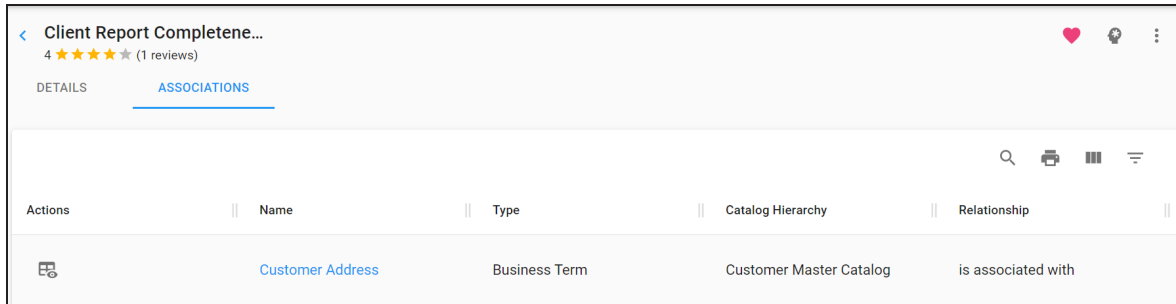 Client Report Completene...
4 (1 reviews)
DETAILS ASSOCIATIONS
Actions Name Type Catalog Hierarchy Relationship
Customer Address Business Term Customer Master Catalog is associated with